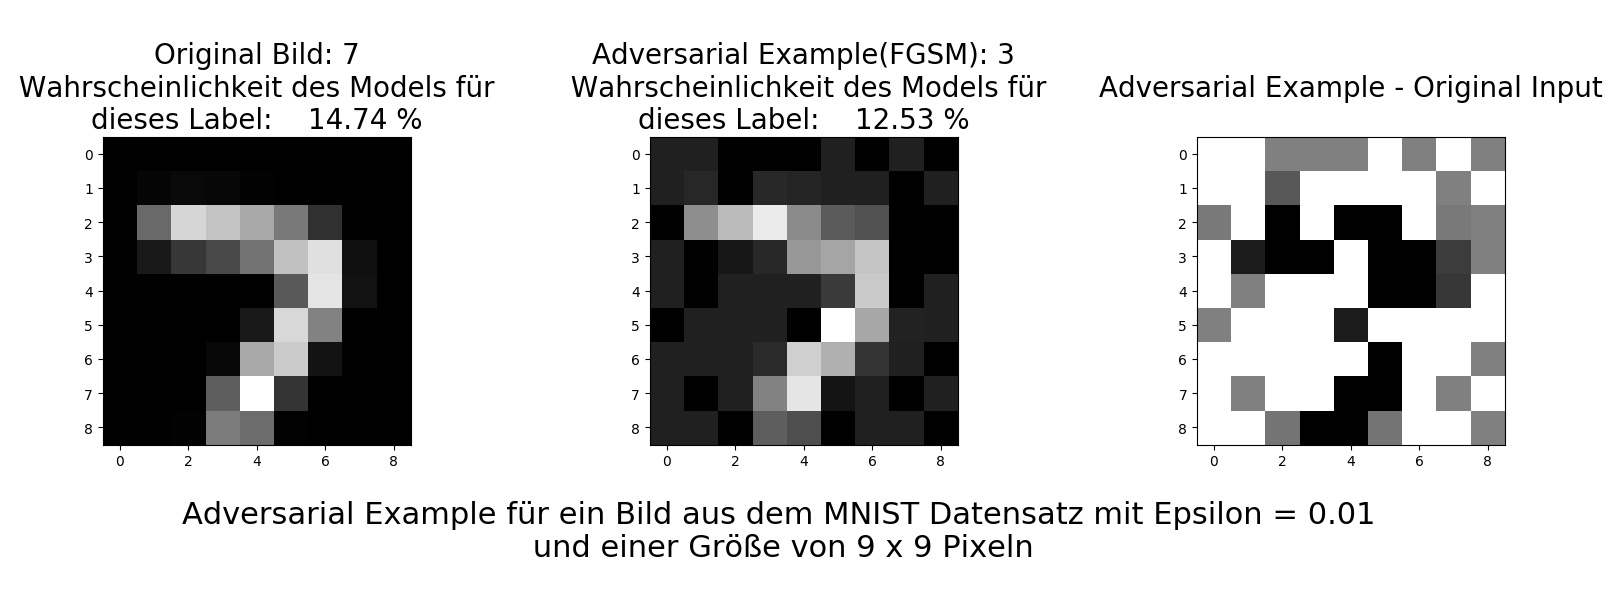 Original Bild: 7
Wahrscheinlichkeit des Models für
dieses Label: 14.74 %
0
1
2
3
4
5
6
7
8
0 2 4 6 8
Adversarial Example(FGSM): 3
Wahrscheinlichkeit des Models für
dieses Label: 12.53 %
0
1
2
3
4
5
6
7
8
0 2 4 6 8
Adversarial Example - Original Input
0
1
2
3
4
5
6
7
8
0 2 4 6 8
Adversarial Example für ein Bild aus dem MNIST Datensatz mit Epsilon = 0.01
und einer Größe von 9 x 9 Pixeln